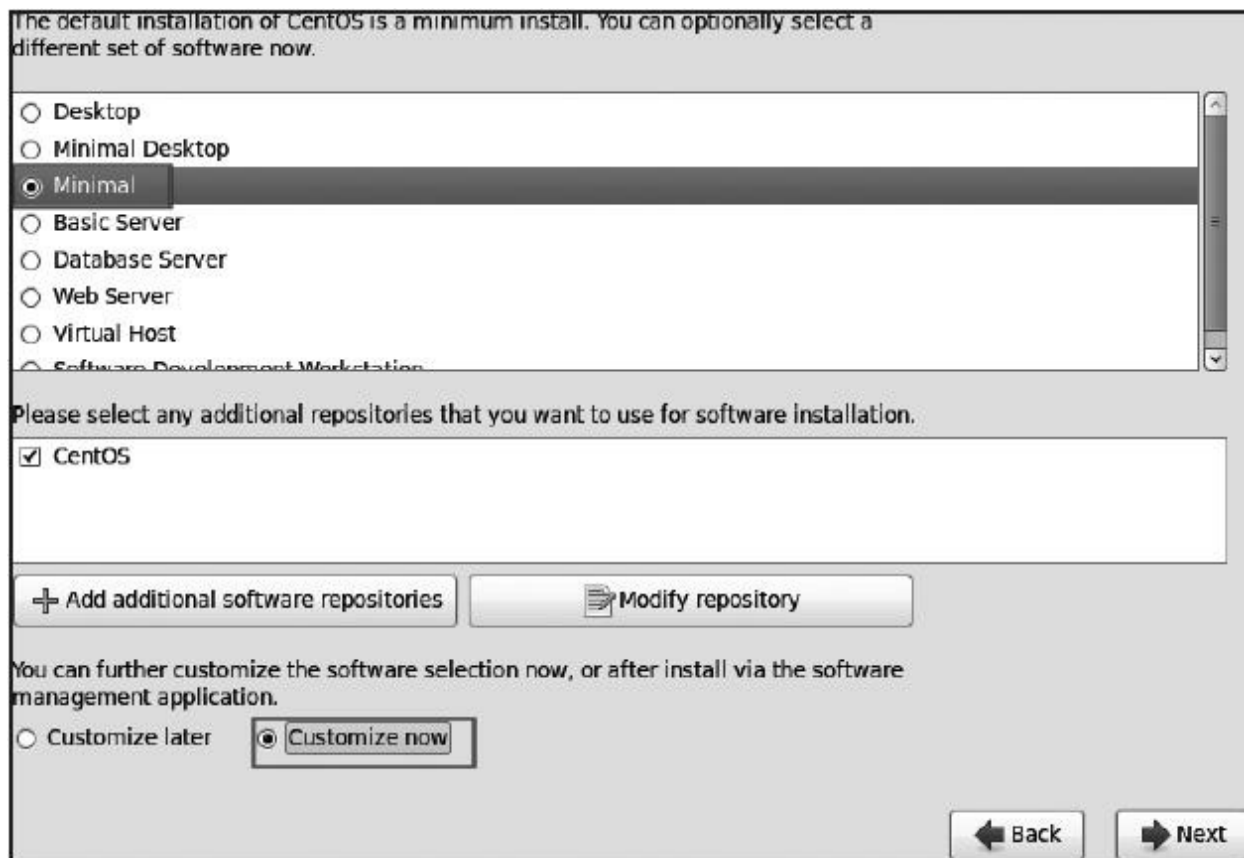 The default installation of CentOS is a minimum install. You can optionally select a
different set of software now.
Desktop
Minimal Desktop
Minimal
Basic Server
Database Server
Web Server
Virtual Host
Software Development Workstation
Please select any additional repositories that you want to use for software installation.
CentOS
Add additional software repositories
Modify repository
You can further customize the software selection now, or after install via the software
management application.
Customize later
Customize now
Back
Next